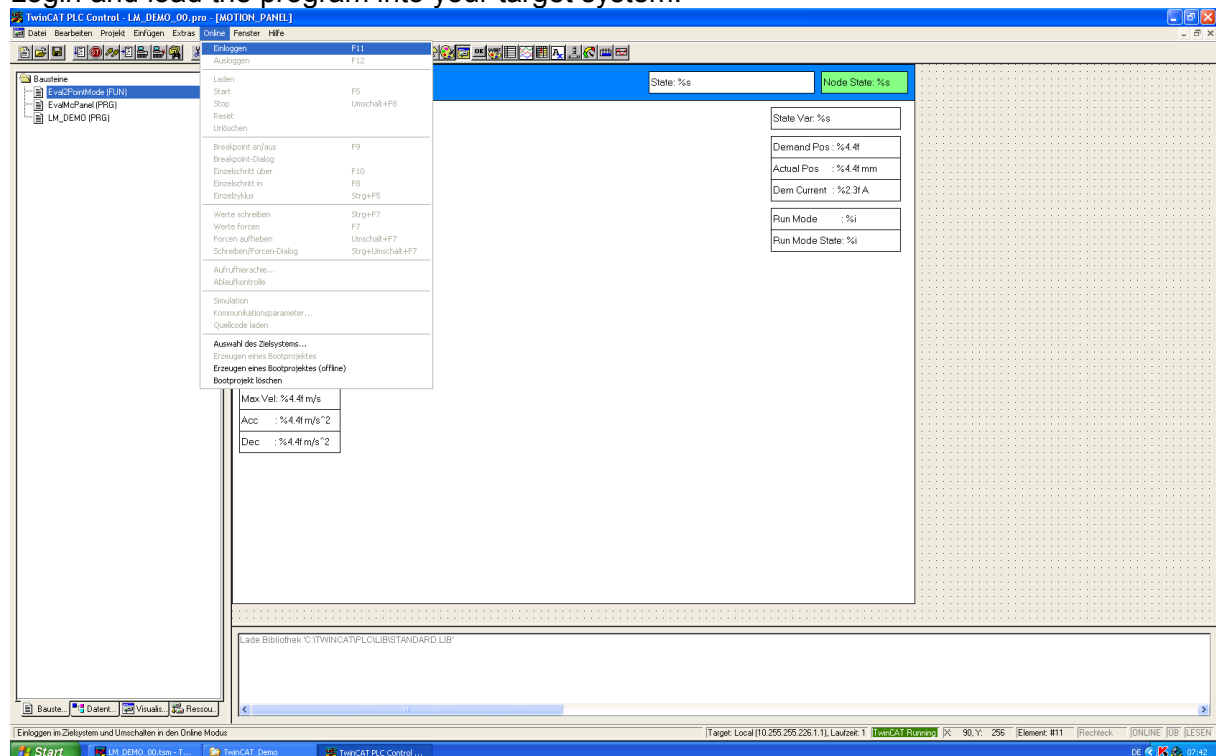 Login and load the program into your target system.
TwinCAT PLC Control - LM_DEMO_00.pro - [MOTION_PANEL]
Datei Bearbeiten Projekt Einfügen Extras Online Fenster Hilfe
Einloggen F11
Ausloggen F12
Laden
Start F5
Stop Umschalt+F8
Reset
Urlöschen
Breakpoint an/aus F9
Breakpoint-Dialog
Einzelschritt über F10
Einzelschritt in F8
Einzelzyklus Strg+F5
Werte schreiben Strg+F7
Werte forcen F7
Forcen aufheben Umschalt+F7
Schreiben/Forcen-Dialog Strg+Umschalt+F7
Aufrufhierachie...
Ablaufkontrolle
Simulation
Kommunikationsparameter...
Quellcode laden
Auswahl des Zielsystems...
Erzeugen eines Bootprojektes
Erzeugen eines Bootprojektes (offline)
Bootprojekt löschen
Bausteine
Eval2PointMode (FUN)
EvalMcPanel (PRG)
LM_DEMO (PRG)
State: %s
Node State: %s
State Var: %s
Demand Pos : %4.4f
Actual Pos : %4.4f mm
Dem Current : %2.3f A
Run Mode : %i
Run Mode State: %i
Max Vel: %4.4f m/s
Acc : %4.4f m/s^2
Dec : %4.4f m/s^2
Lade Bibliothek 'C:\TWINCAT\PLC\LIB\STANDARD.LIB'
Bauste... Datent... Visualis... Ressou...
Einloggen im Zielsystem und Umschalten in den Online Modus
Target: Local (10.255.255.226.1.1), Laufzeit: 1 TwinCAT Running X: 90, Y: 256 Element: #11 Rechteck ONLINE ÜB LESEN
Start LM_DEMO_00.tsm - T... TwinCAT_Demo TwinCAT PLC Control ... DE 07:42